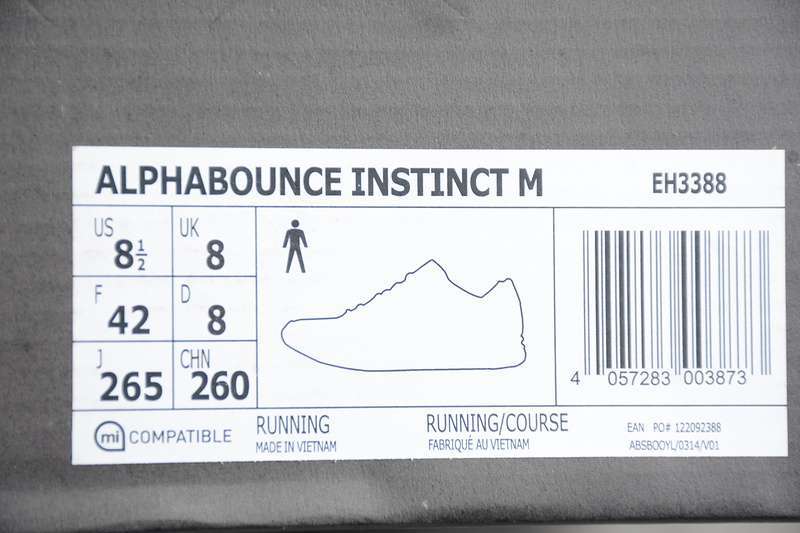 ALPHABOUNCE INSTINCT M EH3388
US 8½ UK 8
F 42 D 8
J 265 CHN 260
4 057283 003873
mi COMPATIBLE
RUNNING
MADE IN VIETNAM
RUNNING/COURSE
FABRIQUÉ AU VIETNAM
EAN PO# 122092388
ABSBOOYL/0314/V01